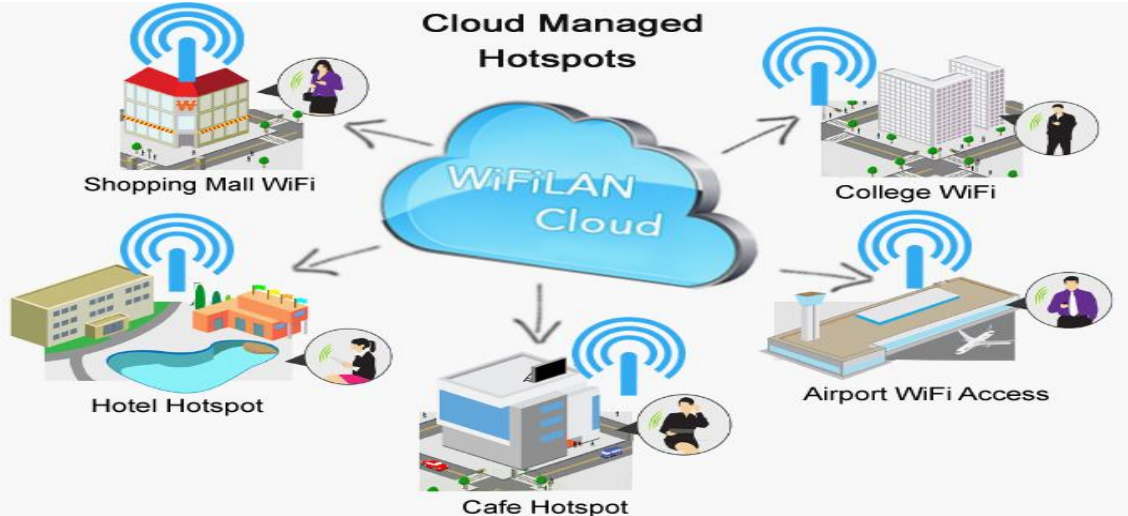 Cloud Managed
Hotspots
W
Shopping Mall WiFi
WiFiLAN
Cloud
College WiFi
Hotel Hotspot
Airport WiFi Access
Cafe Hotspot